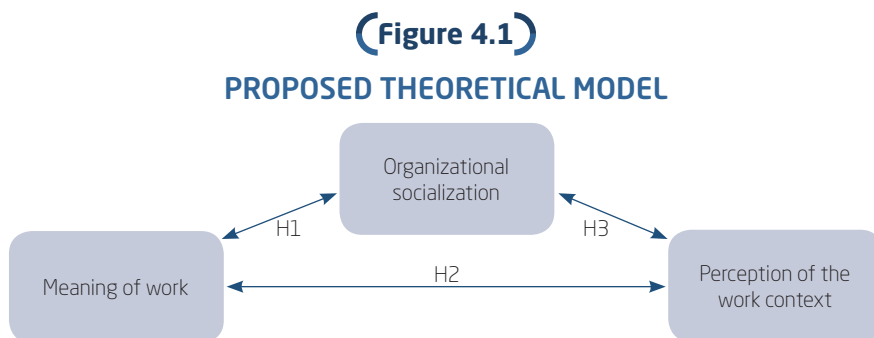 Figure 4.1
PROPOSED THEORETICAL MODEL
Organizational
socialization
H1
H3
H2
Meaning of work
Perception of the
work context